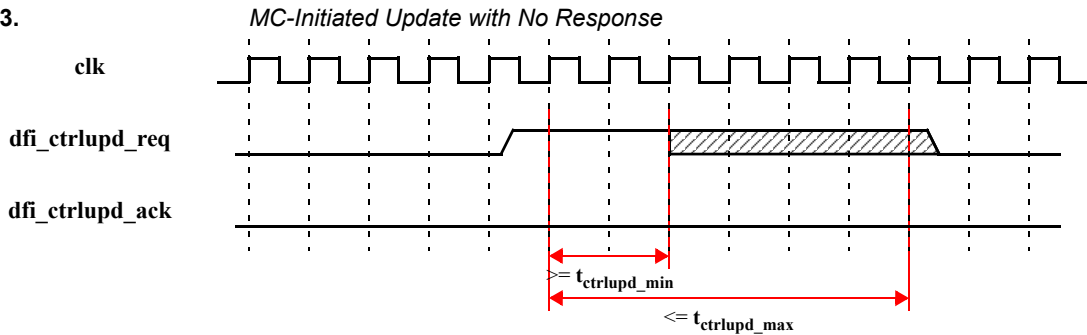 3. MC-Initiated Update with No Response
clk
dfi_ctrlupd_req
dfi_ctrlupd_ack
>= tctrlupd_min
<= tctrlupd_max